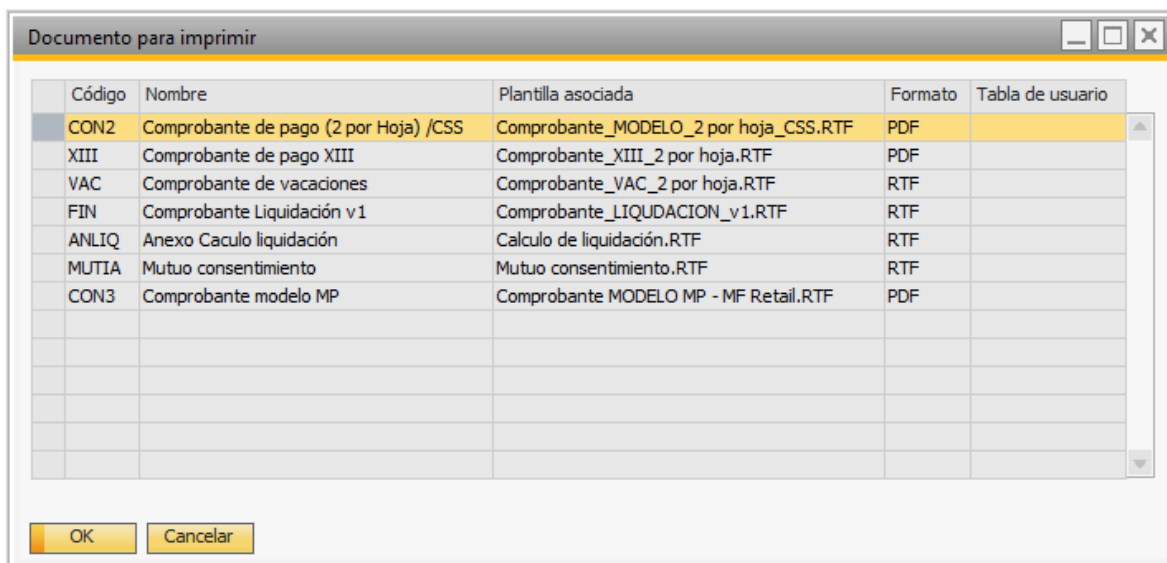 Documento para imprimir
Código Nombre Plantilla asociada Formato Tabla de usuario
CON2 Comprobante de pago (2 por Hoja) /CSS Comprobante_MODELO_2 por hoja_CSS.RTF PDF
XIII Comprobante de pago XIII Comprobante_XIII_2 por hoja.RTF PDF
VAC Comprobante de vacaciones Comprobante_VAC_2 por hoja.RTF RTF
FIN Comprobante Liquidación v1 Comprobante_LIQUDACION_v1.RTF RTF
ANLIQ Anexo Caculo liquidación Calculo de liquidación.RTF RTF
MUTIA Mutuo consentimiento Mutuo consentimiento.RTF RTF
CON3 Comprobante modelo MP Comprobante MODELO MP - MF Retail.RTF PDF
OK Cancelar